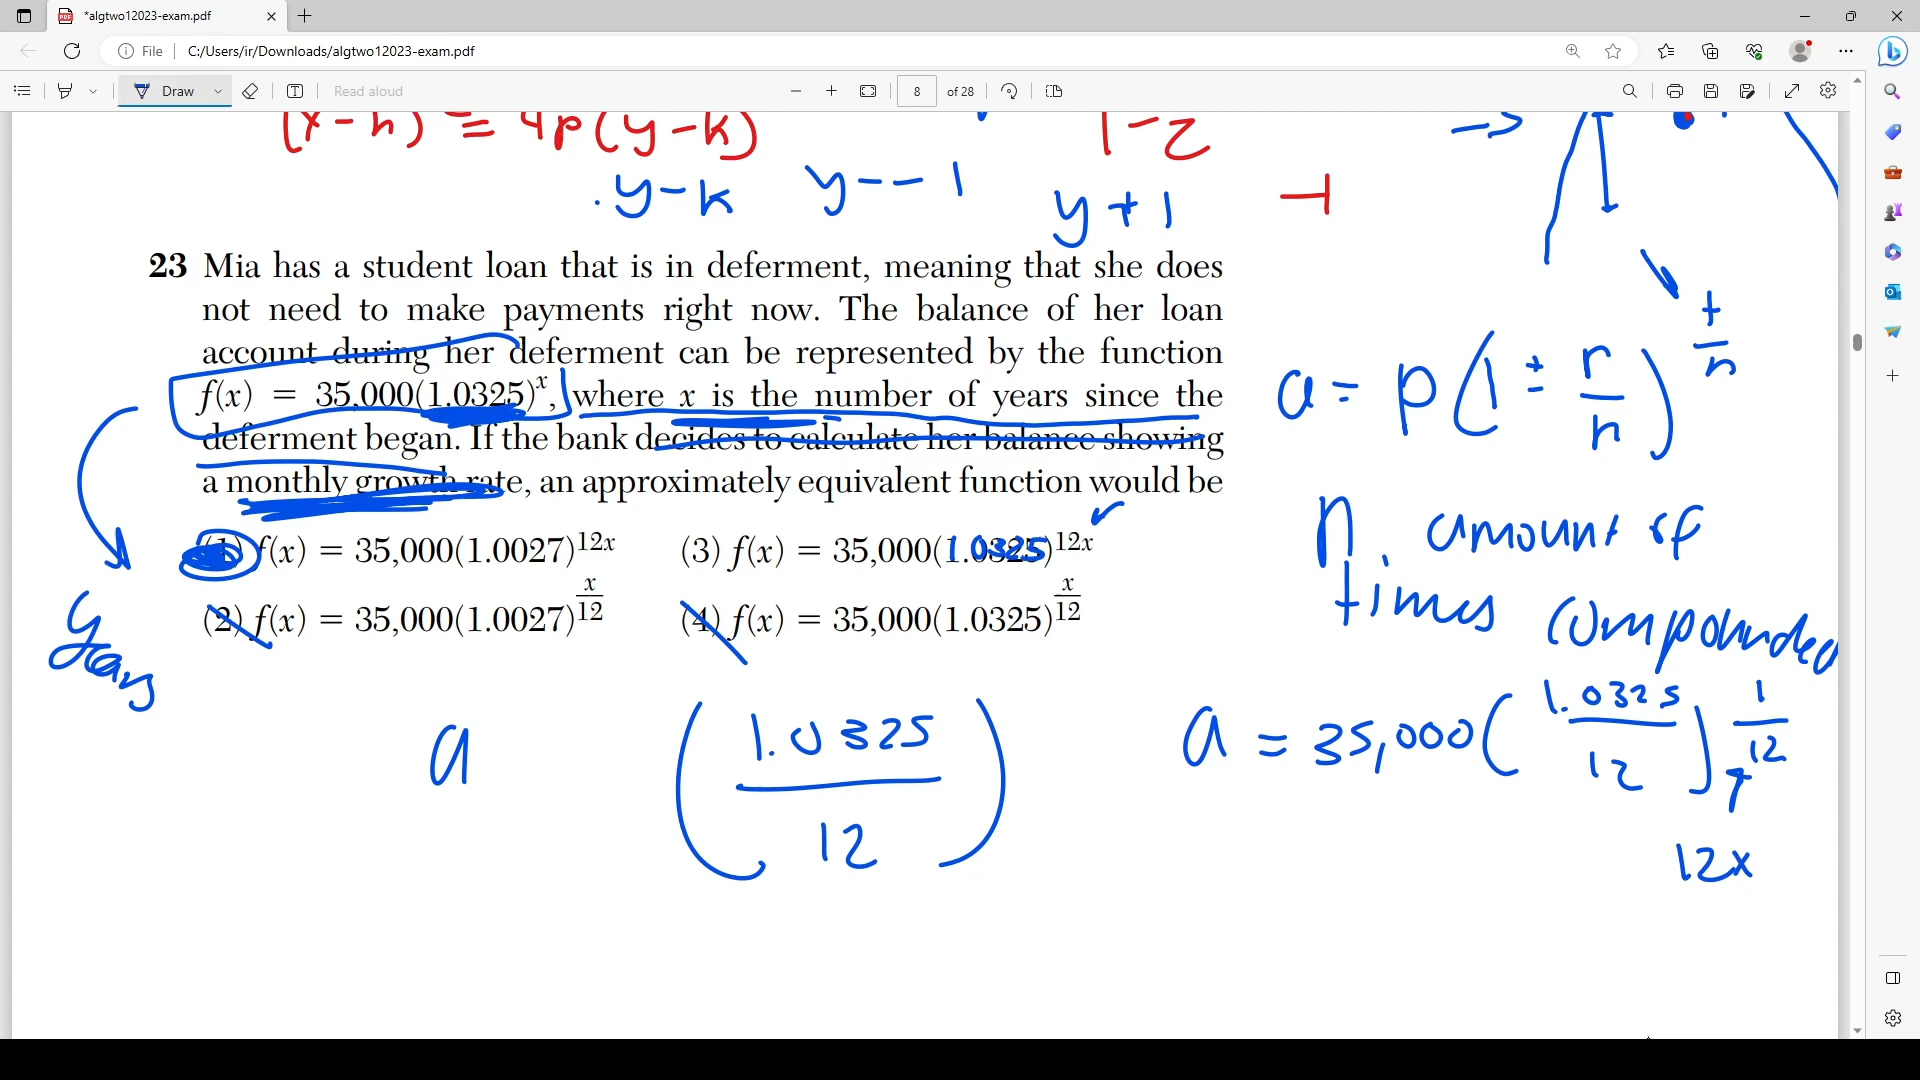 *algtwo12023-exam.pdf
File C:/Users/ir/Downloads/algtwo12023-exam.pdf
Draw Read aloud 8 of 28
(x-h)² = 4p(y-k) 1-2 -3
y-k y--1 y+1 -1
23 Mia has a student loan that is in deferment, meaning that she does
not need to make payments right now. The balance of her loan
account during her deferment can be represented by the function
f(x) = 35,000(1.0325)^x, where x is the number of years since the
deferment began. If the bank decides to calculate her balance showing
a monthly growth rate, an approximately equivalent function would be
(1) f(x) = 35,000(1.0027)^12x (3) f(x) = 35,000(1.0325)^12x
(2) f(x) = 35,000(1.0027)^x/12 (4) f(x) = 35,000(1.0325)^x/12
a = p(1 ± r/n)^t/n
n amount of
times compounded
years
a (1.0325/12) a = 35,000(1.0325/12)^1/12
12x